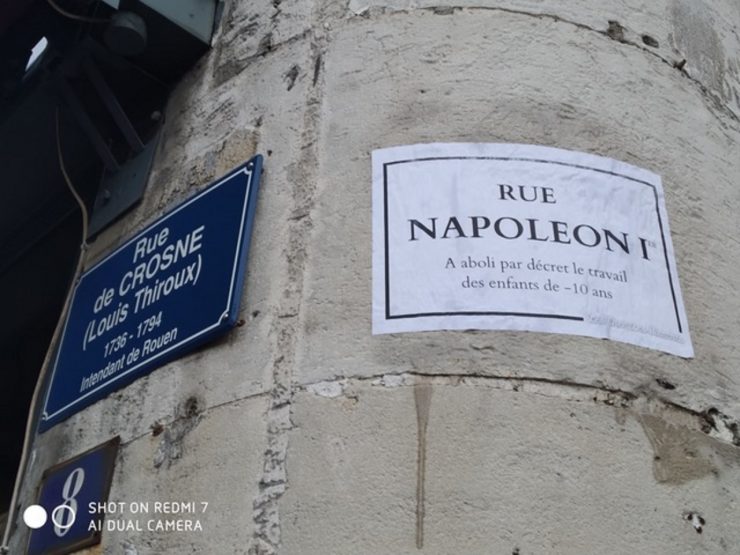 Rue
de CROSNE
(Louis Thiroux)
1736 - 1794
Intendant de Rouen
8
RUE
NAPOLEON Iᴱᴿ
A aboli par décret le travail
des enfants de -10 ans
SHOT ON REDMI 7
AI DUAL CAMERA